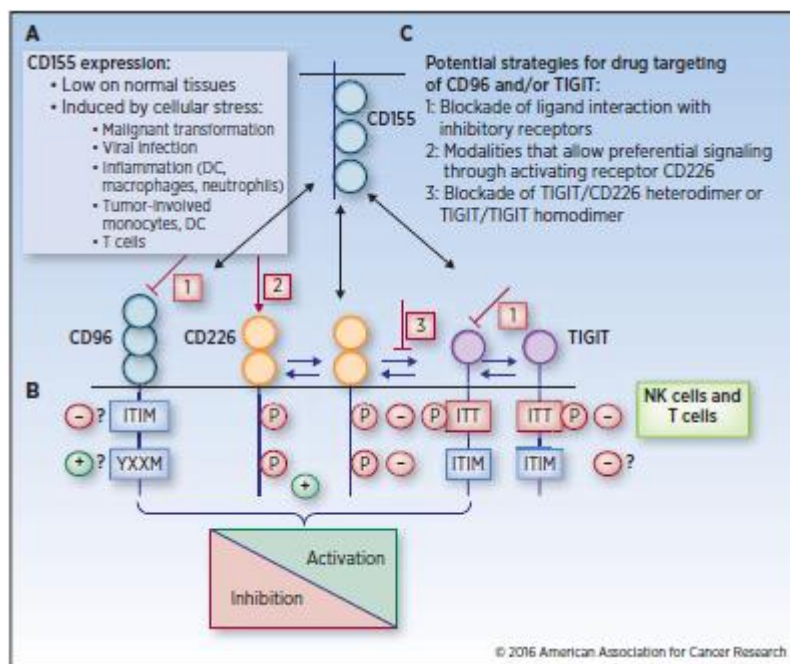 A
CD155 expression:
• Low on normal tissues
• Induced by cellular stress:
• Malignant transformation
• Viral infection
• Inflammation (DC,
macrophages, neutrophils)
• Tumor-involved
monocytes, DC
• T cells
CD155
C
Potential strategies for drug targeting
of CD96 and/or TIGIT:
1: Blockade of ligand interaction with
inhibitory receptors
2: Modalities that allow preferential signaling
through activating receptor CD226
3: Blockade of TIGIT/CD226 heterodimer or
TIGIT/TIGIT homodimer
1
2
3
1
CD96
CD226
TIGIT
B
NK cells and
T cells
− ? ITIM
P
P − P ITT
ITT P −
+ ? YXXM
P
P − ITIM
ITIM − ?
+
Activation
Inhibition
© 2016 American Association for Cancer Research